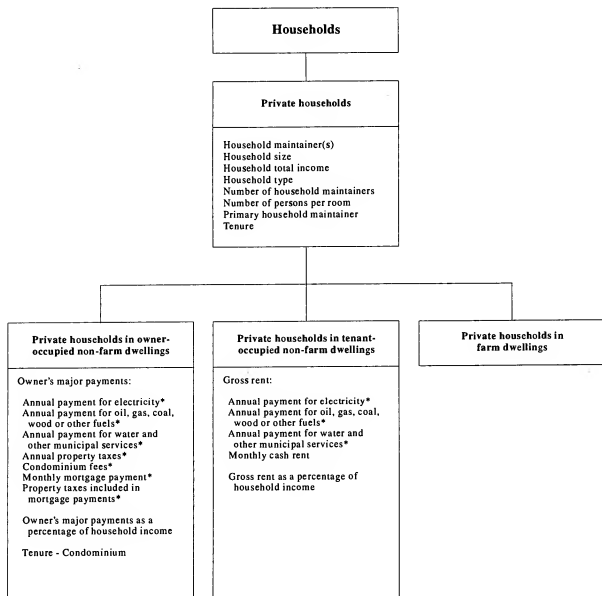 Households
Private households
Household maintainer(s)
Household size
Household total income
Household type
Number of household maintainers
Number of persons per room
Primary household maintainer
Tenure
Private households in owner-
occupied non-farm dwellings
Owner's major payments:
Annual payment for electricity*
Annual payment for oil, gas, coal,
wood or other fuels*
Annual payment for water and
other municipal services*
Annual property taxes*
Condominium fees*
Monthly mortgage payment*
Property taxes included in
mortgage payments*
Owner's major payments as a
percentage of household income
Tenure - Condominium
Private households in tenant-
occupied non-farm dwellings
Gross rent:
Annual payment for electricity*
Annual payment for oil, gas, coal,
wood or other fuels*
Annual payment for water and
other municipal services*
Monthly cash rent
Gross rent as a percentage of
household income
Private households in
farm dwellings